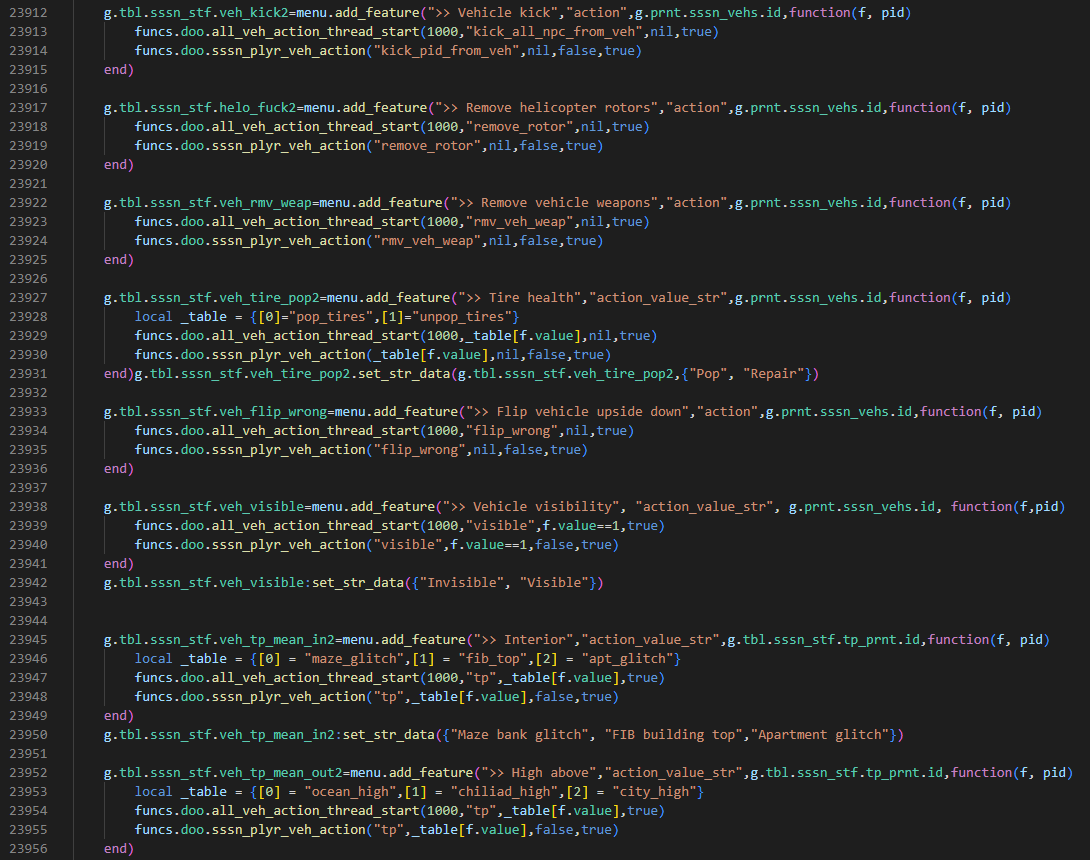 23912 g.tbl.sssn_stf.veh_kick2=menu.add_feature(">> Vehicle kick","action",g.prnt.sssn_vehs.id,function(f, pid)
23913 funcs.doo.all_veh_action_thread_start(1000,"kick_all_npc_from_veh",nil,true)
23914 funcs.doo.sssn_plyr_veh_action("kick_pid_from_veh",nil,false,true)
23915 end)
23916
23917 g.tbl.sssn_stf.helo_fuck2=menu.add_feature(">> Remove helicopter rotors","action",g.prnt.sssn_vehs.id,function(f, pid)
23918 funcs.doo.all_veh_action_thread_start(1000,"remove_rotor",nil,true)
23919 funcs.doo.sssn_plyr_veh_action("remove_rotor",nil,false,true)
23920 end)
23921
23922 g.tbl.sssn_stf.veh_rmv_weap=menu.add_feature(">> Remove vehicle weapons","action",g.prnt.sssn_vehs.id,function(f, pid)
23923 funcs.doo.all_veh_action_thread_start(1000,"rmv_veh_weap",nil,true)
23924 funcs.doo.sssn_plyr_veh_action("rmv_veh_weap",nil,false,true)
23925 end)
23926
23927 g.tbl.sssn_stf.veh_tire_pop2=menu.add_feature(">> Tire health","action_value_str",g.prnt.sssn_vehs.id,function(f, pid)
23928 local _table = {[0]="pop_tires",[1]="unpop_tires"}
23929 funcs.doo.all_veh_action_thread_start(1000,_table[f.value],nil,true)
23930 funcs.doo.sssn_plyr_veh_action(_table[f.value],nil,false,true)
23931 end)g.tbl.sssn_stf.veh_tire_pop2.set_str_data(g.tbl.sssn_stf.veh_tire_pop2,{"Pop", "Repair"})
23932
23933 g.tbl.sssn_stf.veh_flip_wrong=menu.add_feature(">> Flip vehicle upside down","action",g.prnt.sssn_vehs.id,function(f, pid)
23934 funcs.doo.all_veh_action_thread_start(1000,"flip_wrong",nil,true)
23935 funcs.doo.sssn_plyr_veh_action("flip_wrong",nil,false,true)
23936 end)
23937
23938 g.tbl.sssn_stf.veh_visible=menu.add_feature(">> Vehicle visibility", "action_value_str", g.prnt.sssn_vehs.id, function(f,pid)
23939 funcs.doo.all_veh_action_thread_start(1000,"visible",f.value==1,true)
23940 funcs.doo.sssn_plyr_veh_action("visible",f.value==1,false,true)
23941 end)
23942 g.tbl.sssn_stf.veh_visible:set_str_data({"Invisible", "Visible"})
23943
23944
23945 g.tbl.sssn_stf.veh_tp_mean_in2=menu.add_feature(">> Interior","action_value_str",g.tbl.sssn_stf.tp_prnt.id,function(f, pid)
23946 local _table = {[0] = "maze_glitch",[1] = "fib_top",[2] = "apt_glitch"}
23947 funcs.doo.all_veh_action_thread_start(1000,"tp",_table[f.value],true)
23948 funcs.doo.sssn_plyr_veh_action("tp",_table[f.value],false,true)
23949 end)
23950 g.tbl.sssn_stf.veh_tp_mean_in2:set_str_data({"Maze bank glitch", "FIB building top","Apartment glitch"})
23951
23952 g.tbl.sssn_stf.veh_tp_mean_out2=menu.add_feature(">> High above","action_value_str",g.tbl.sssn_stf.tp_prnt.id,function(f, pid)
23953 local _table = {[0] = "ocean_high",[1] = "chiliad_high",[2] = "city_high"}
23954 funcs.doo.all_veh_action_thread_start(1000,"tp",_table[f.value],true)
23955 funcs.doo.sssn_plyr_veh_action("tp",_table[f.value],false,true)
23956 end)